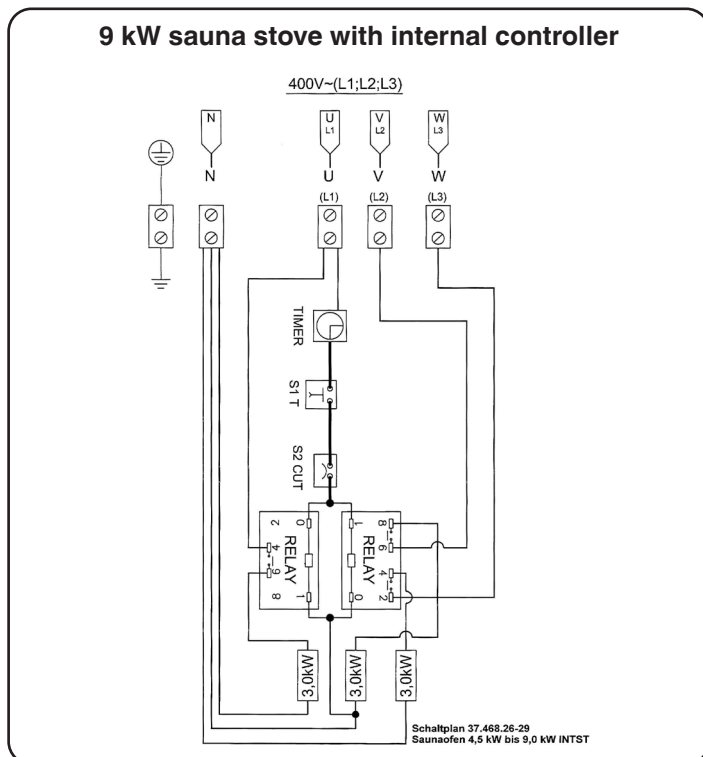 9 kW sauna stove with internal controller
400V~(L1;L2;L3)
N
U
L1
V
L2
W
L3
N
U
V
W
(L1)
(L2)
(L3)
TIMER
S1 T
S2 CUT
2
0
4
6
8
1
RELAY
1
8
6
4
0
2
RELAY
3,0kW
3,0kW
3,0kW
Schaltplan 37.468.26-29
Saunaofen 4,5 kW bis 9,0 kW INTST